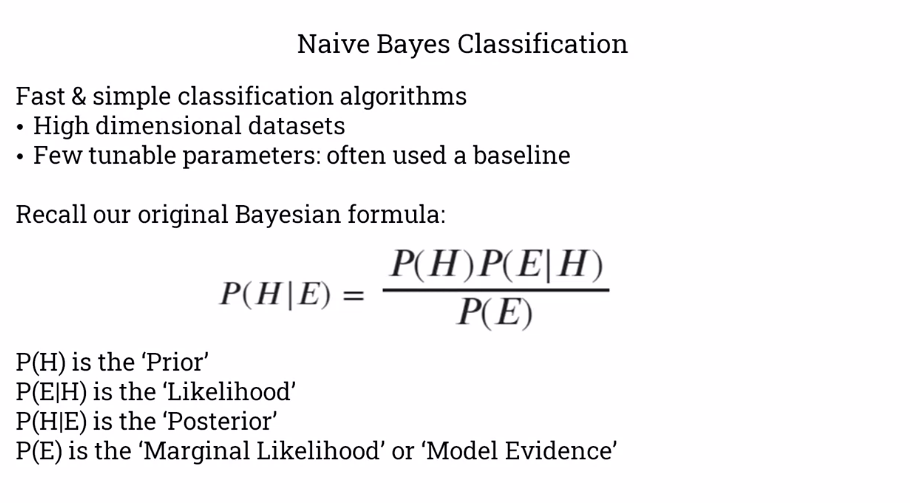 Naive Bayes Classification
Fast & simple classification algorithms
• High dimensional datasets
• Few tunable parameters: often used a baseline
Recall our original Bayesian formula:
P(H|E) = P(H)P(E|H) / P(E)
P(H) is the ‘Prior’
P(E|H) is the ‘Likelihood’
P(H|E) is the ‘Posterior’
P(E) is the ‘Marginal Likelihood’ or ‘Model Evidence’